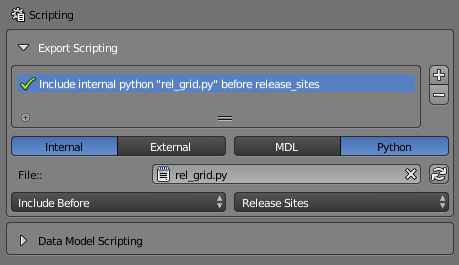 Scripting
Export Scripting
Include internal python "rel_grid.py" before release_sites
Internal External MDL Python
File:: rel_grid.py
Include Before Release Sites
Data Model Scripting